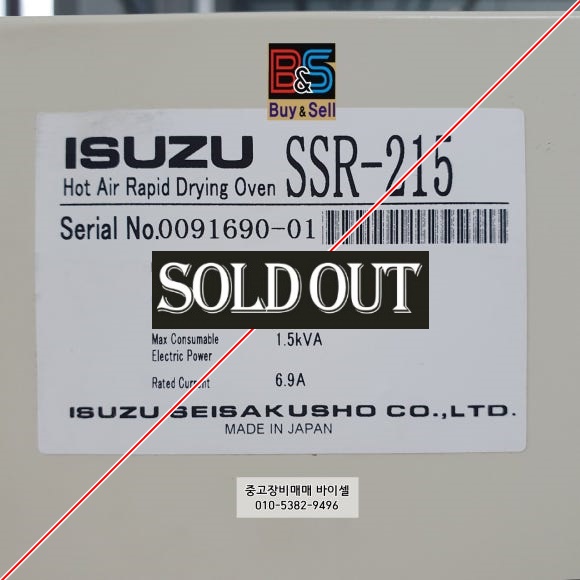 B&S
Buy & Sell
ISUZU SSR-215
Hot Air Rapid Drying Oven
Serial No.0091690-01
SOLD OUT
Max Consumable 1.5kVA
Electric Power
Rated Current 6.9A
ISUZU SEISAKUSHO CO.,LTD.
MADE IN JAPAN
중고장비매매 바이셀
010-5382-9496